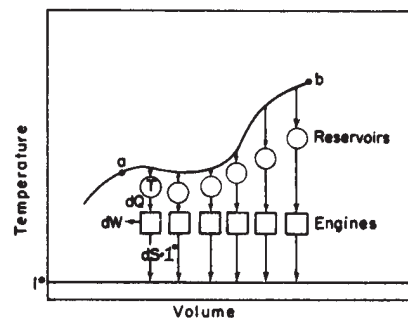 b
Reservoirs
a
T
dQ
dW
Engines
dS·1°
1°
Temperature
Volume